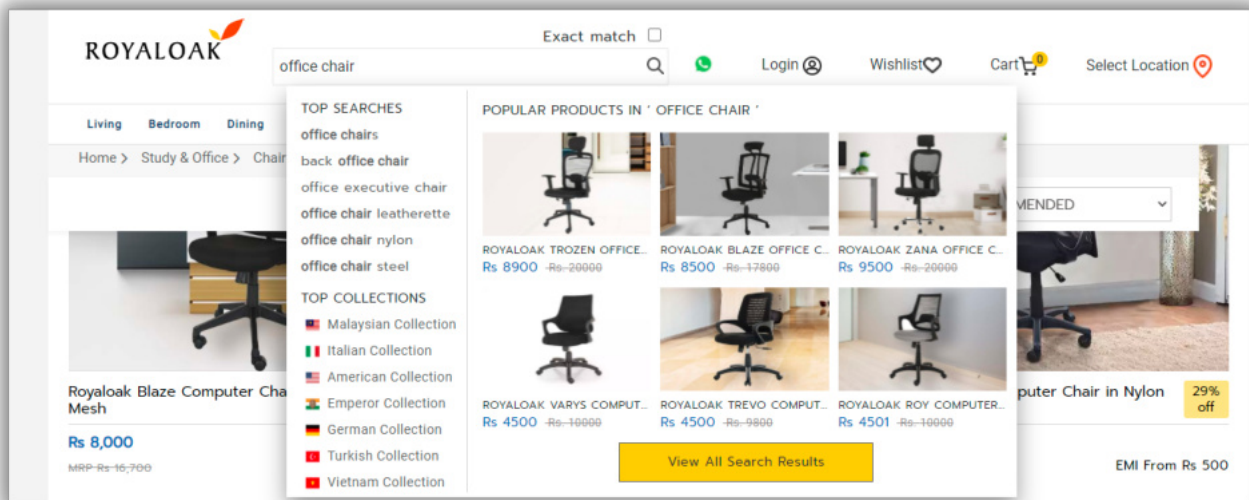 ROYALOAK
Exact match
office chair
Login
Wishlist
Cart 0
Select Location
Living Bedroom Dining
Home > Study & Office > Chair
MENDED
TOP SEARCHES
office chairs
back office chair
office executive chair
office chair leatherette
office chair nylon
office chair steel
TOP COLLECTIONS
Malaysian Collection
Italian Collection
American Collection
Emperor Collection
German Collection
Turkish Collection
Vietnam Collection
POPULAR PRODUCTS IN ' OFFICE CHAIR '
ROYALOAK TROZEN OFFICE...
Rs 8900 Rs. 20000
ROYALOAK BLAZE OFFICE C...
Rs 8500 Rs. 17800
ROYALOAK ZANA OFFICE C...
Rs 9500 Rs. 20000
ROYALOAK VARYS COMPUT...
Rs 4500 Rs. 10000
ROYALOAK TREVO COMPUT...
Rs 4500 Rs. 9800
ROYALOAK ROY COMPUTER...
Rs 4501 Rs. 10000
View All Search Results
Royaloak Blaze Computer Cha
Mesh
Rs 8,000
MRP Rs 16,700
puter Chair in Nylon
29%
off
EMI From Rs 500